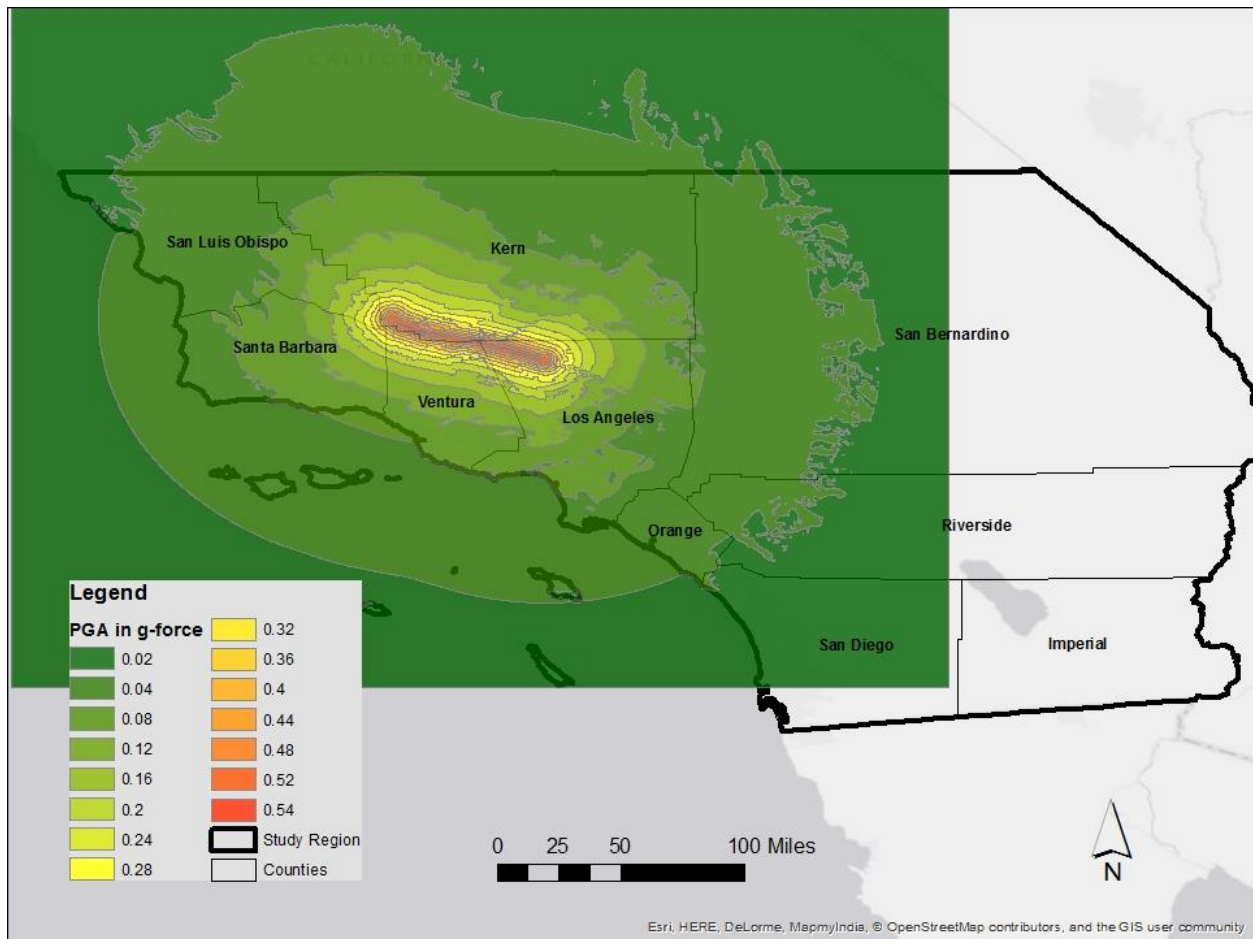 CALIFOR
San Luis Obispo
Kern
San Bernardino
Santa Barbara
Ventura
Los Angeles
Orange
Riverside
San Diego
Imperial
Legend
PGA in g-force
0.02
0.04
0.08
0.12
0.16
0.2
0.24
0.28
0.32
0.36
0.4
0.44
0.48
0.52
0.54
Study Region
Counties
0 25 50 100 Miles
N
Esri, HERE, DeLorme, MapmyIndia, © OpenStreetMap contributors, and the GIS user community